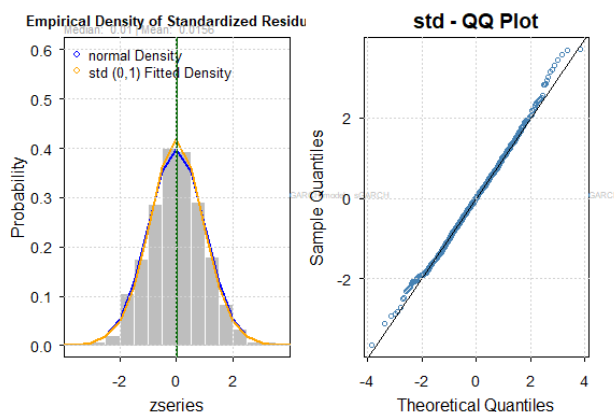 Empirical Density of Standardized Residu
Median: 0.01 | Mean: 0.0156
normal Density
std (0,1) Fitted Density
Probability
0.0
0.1
0.2
0.3
0.4
0.5
0.6
-2
0
2
zseries
std - QQ Plot
Sample Quantiles
-2
0
2
-4
-2
0
2
4
Theoretical Quantiles